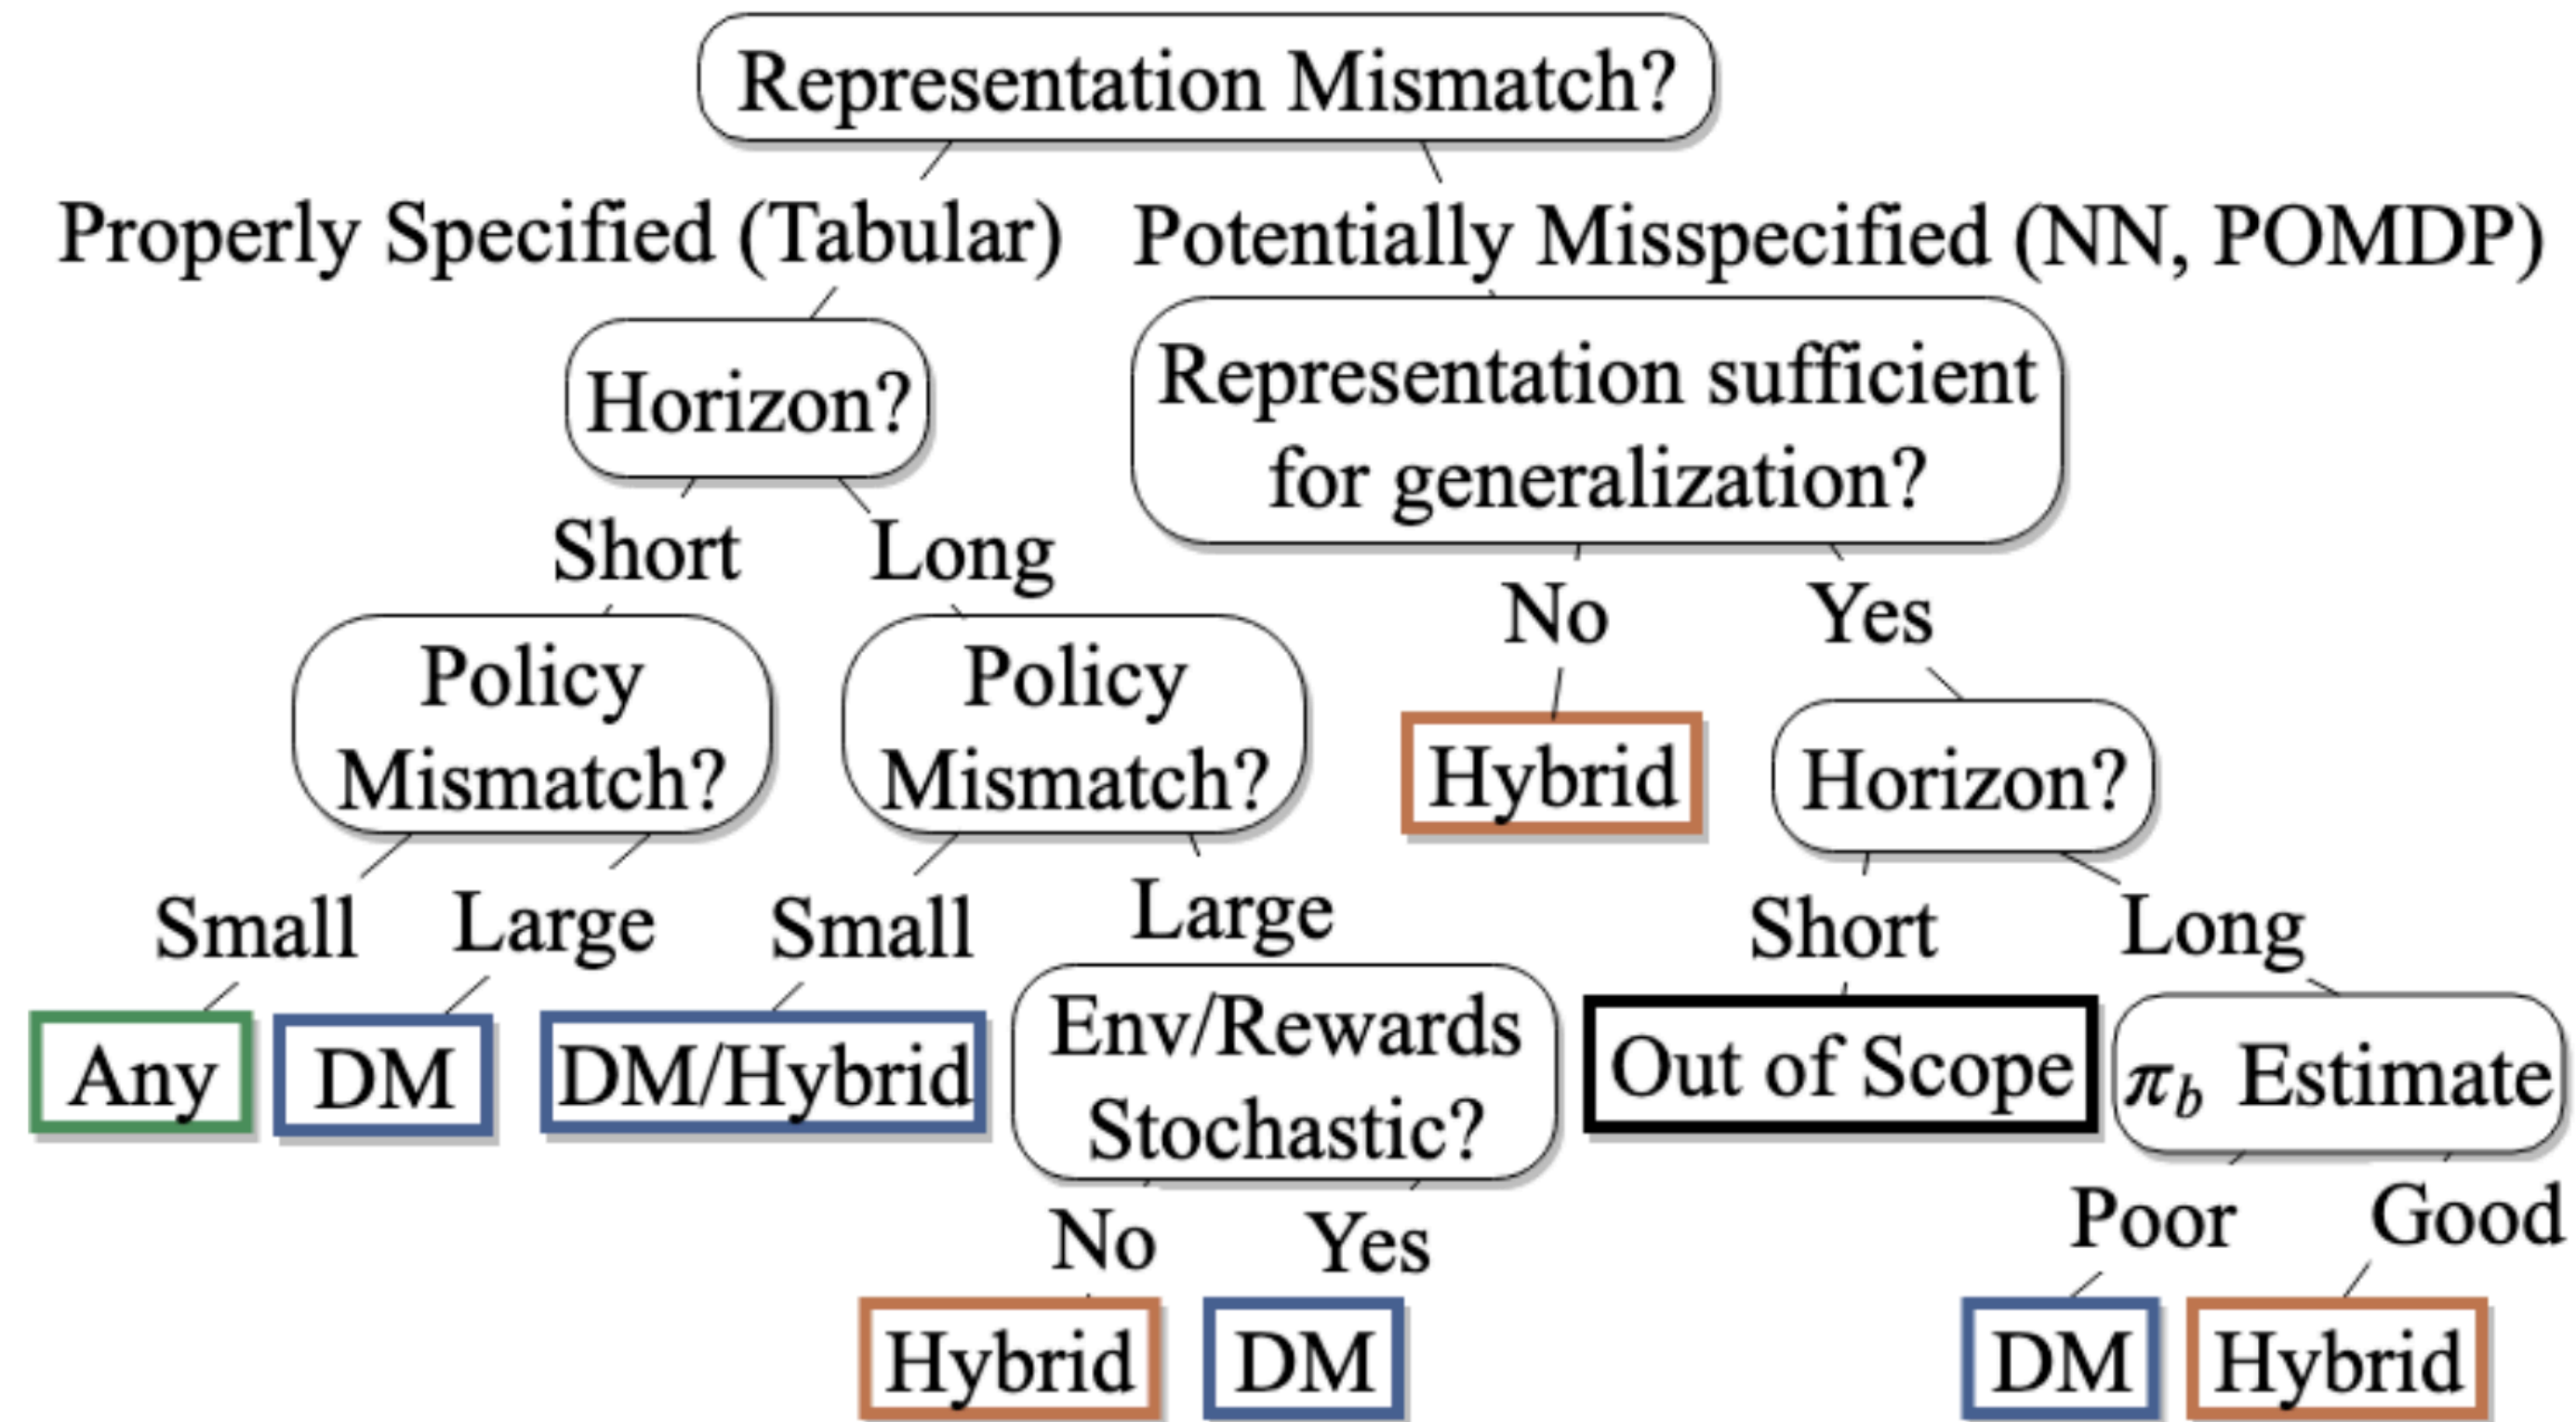 Representation Mismatch?
Properly Specified (Tabular)
Potentially Misspecified (NN, POMDP)
Horizon?
Representation sufficient
for generalization?
Short
Long
No
Yes
Policy
Mismatch?
Policy
Mismatch?
Hybrid
Horizon?
Small
Large
Small
Large
Short
Long
Any
DM
DM/Hybrid
Env/Rewards
Stochastic?
Out of Scope
π_b Estimate
No
Yes
Poor
Good
Hybrid
DM
DM
Hybrid